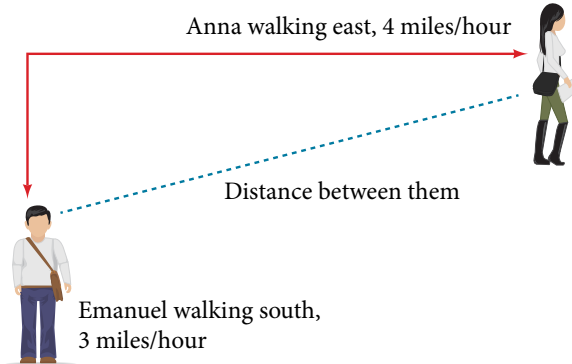 Anna walking east, 4 miles/hour
Distance between them
Emanuel walking south,
3 miles/hour